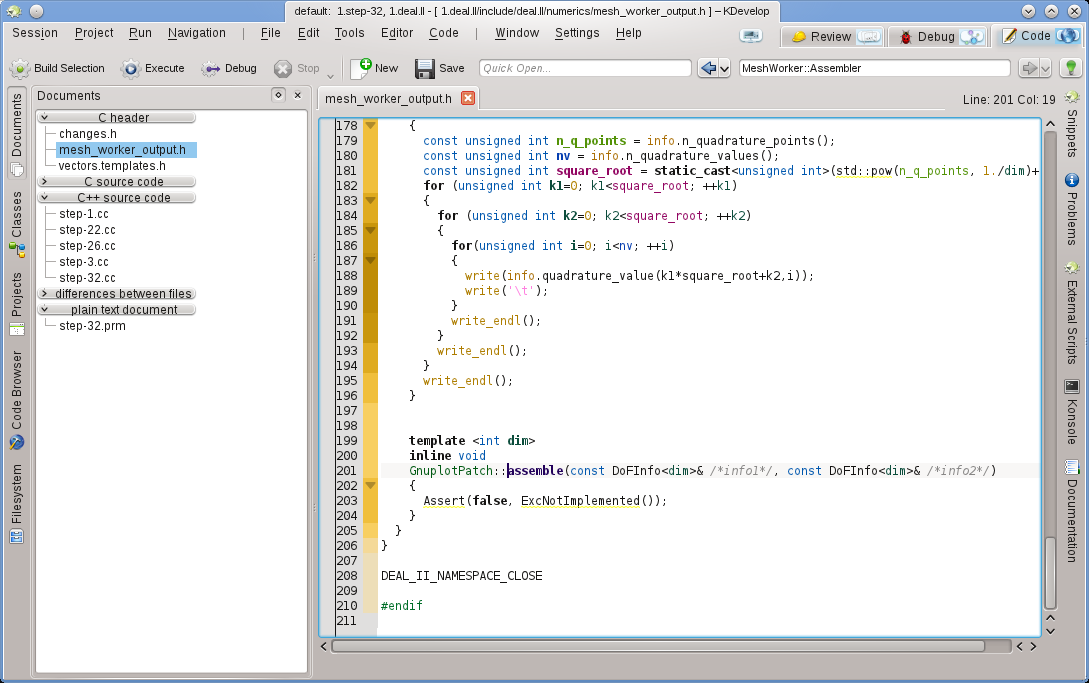 default:  1.step-32, 1.deal.II - [ 1.deal.II/include/deal.II/numerics/mesh_worker_output.h ] – KDevelop
Session Project Run Navigation | File Edit Tools Editor Code | Window Settings Help Review Debug Code
Build Selection Execute Debug Stop New Save Quick Open... MeshWorker::Assembler
Documents
Classes
Projects
Code Browser
Filesystem
Documents
C header
changes.h
mesh_worker_output.h
vectors.templates.h
C source code
C++ source code
step-1.cc
step-22.cc
step-26.cc
step-3.cc
step-32.cc
differences between files
plain text document
step-32.prm
mesh_worker_output.h Line: 201 Col: 19
178 {
179 const unsigned int n_q_points = info.n_quadrature_points();
180 const unsigned int nv = info.n_quadrature_values();
181 const unsigned int square_root = static_cast<unsigned int>(std::pow(n_q_points, 1./dim)+
182 for (unsigned int k1=0; k1<square_root; ++k1)
183 {
184 for (unsigned int k2=0; k2<square_root; ++k2)
185 {
186 for(unsigned int i=0; i<nv; ++i)
187 {
188 write(info.quadrature_value(k1*square_root+k2,i));
189 write('\t');
190 }
191 write_endl();
192 }
193 write_endl();
194 }
195 write_endl();
196 }
197
198
199 template <int dim>
200 inline void
201 GnuplotPatch::assemble(const DoFInfo<dim>& /*info1*/, const DoFInfo<dim>& /*info2*/)
202 {
203 Assert(false, ExcNotImplemented());
204 }
205 }
206 }
207
208 DEAL_II_NAMESPACE_CLOSE
209
210 #endif
211
Snippets
Problems
External Scripts
Konsole
Documentation